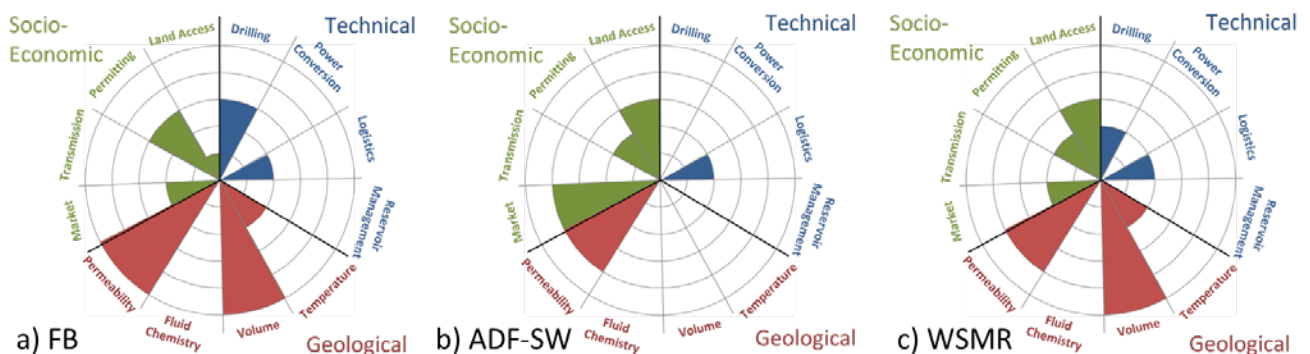 Socio-
Economic
Technical
Land Access
Drilling
Permitting
Power
Conversion
Transmission
Logistics
Market
Reservoir
Management
Permeability
Temperature
Fluid
Chemistry
Volume
a) FB
Geological
Socio-
Economic
Technical
Land Access
Drilling
Permitting
Power
Conversion
Transmission
Logistics
Market
Reservoir
Management
Permeability
Temperature
Fluid
Chemistry
Volume
b) ADF-SW
Geological
Socio-
Economic
Technical
Land Access
Drilling
Permitting
Power
Conversion
Transmission
Logistics
Market
Reservoir
Management
Permeability
Temperature
Fluid
Chemistry
Volume
c) WSMR
Geological